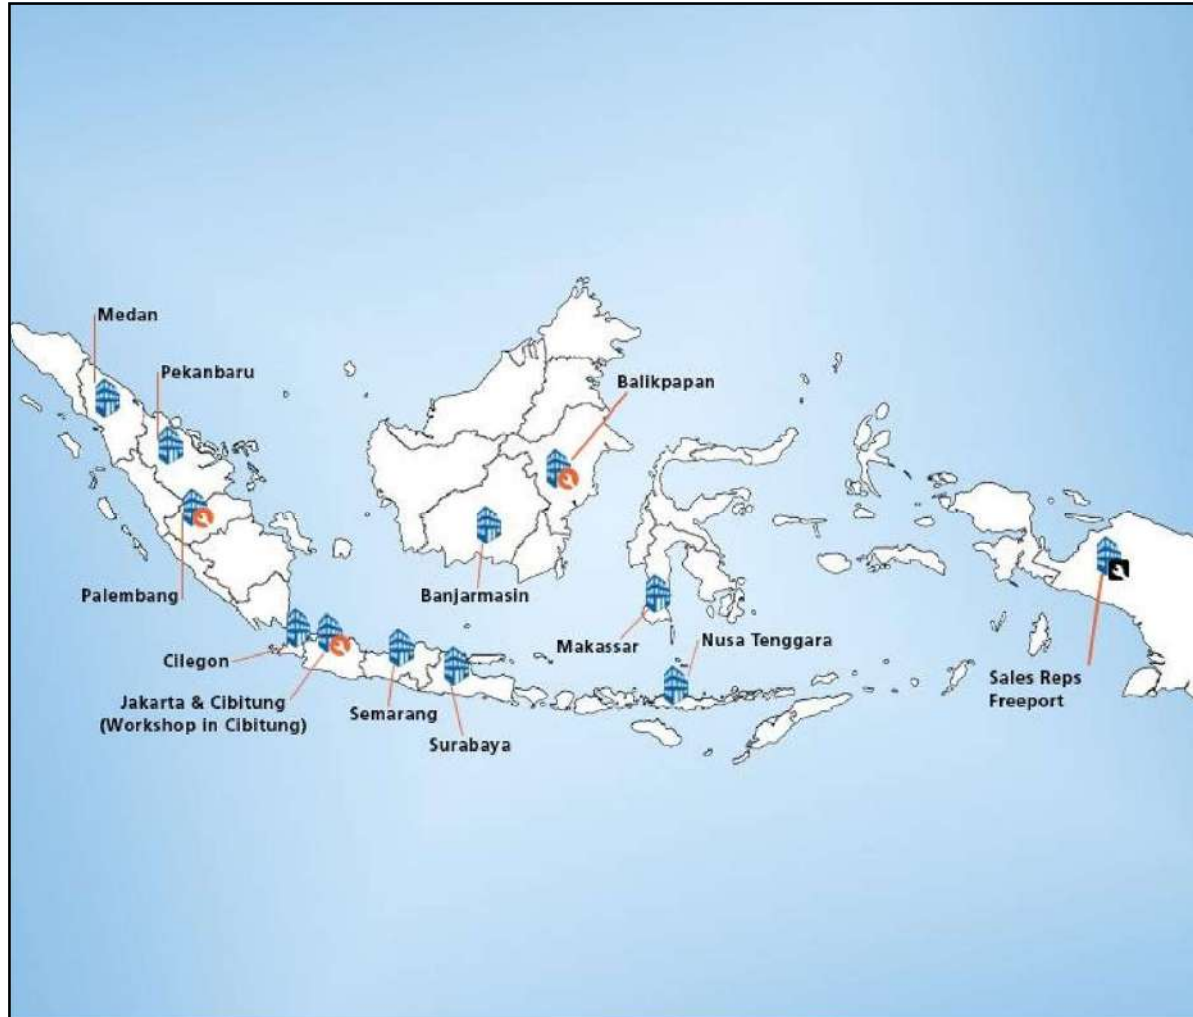 Medan
Pekanbaru
Balikpapan
Palembang
Banjarmasin
Makassar
Nusa Tenggara
Cilegon
Jakarta & Cibitung
(Workshop in Cibitung)
Semarang
Surabaya
Sales Reps
Freeport